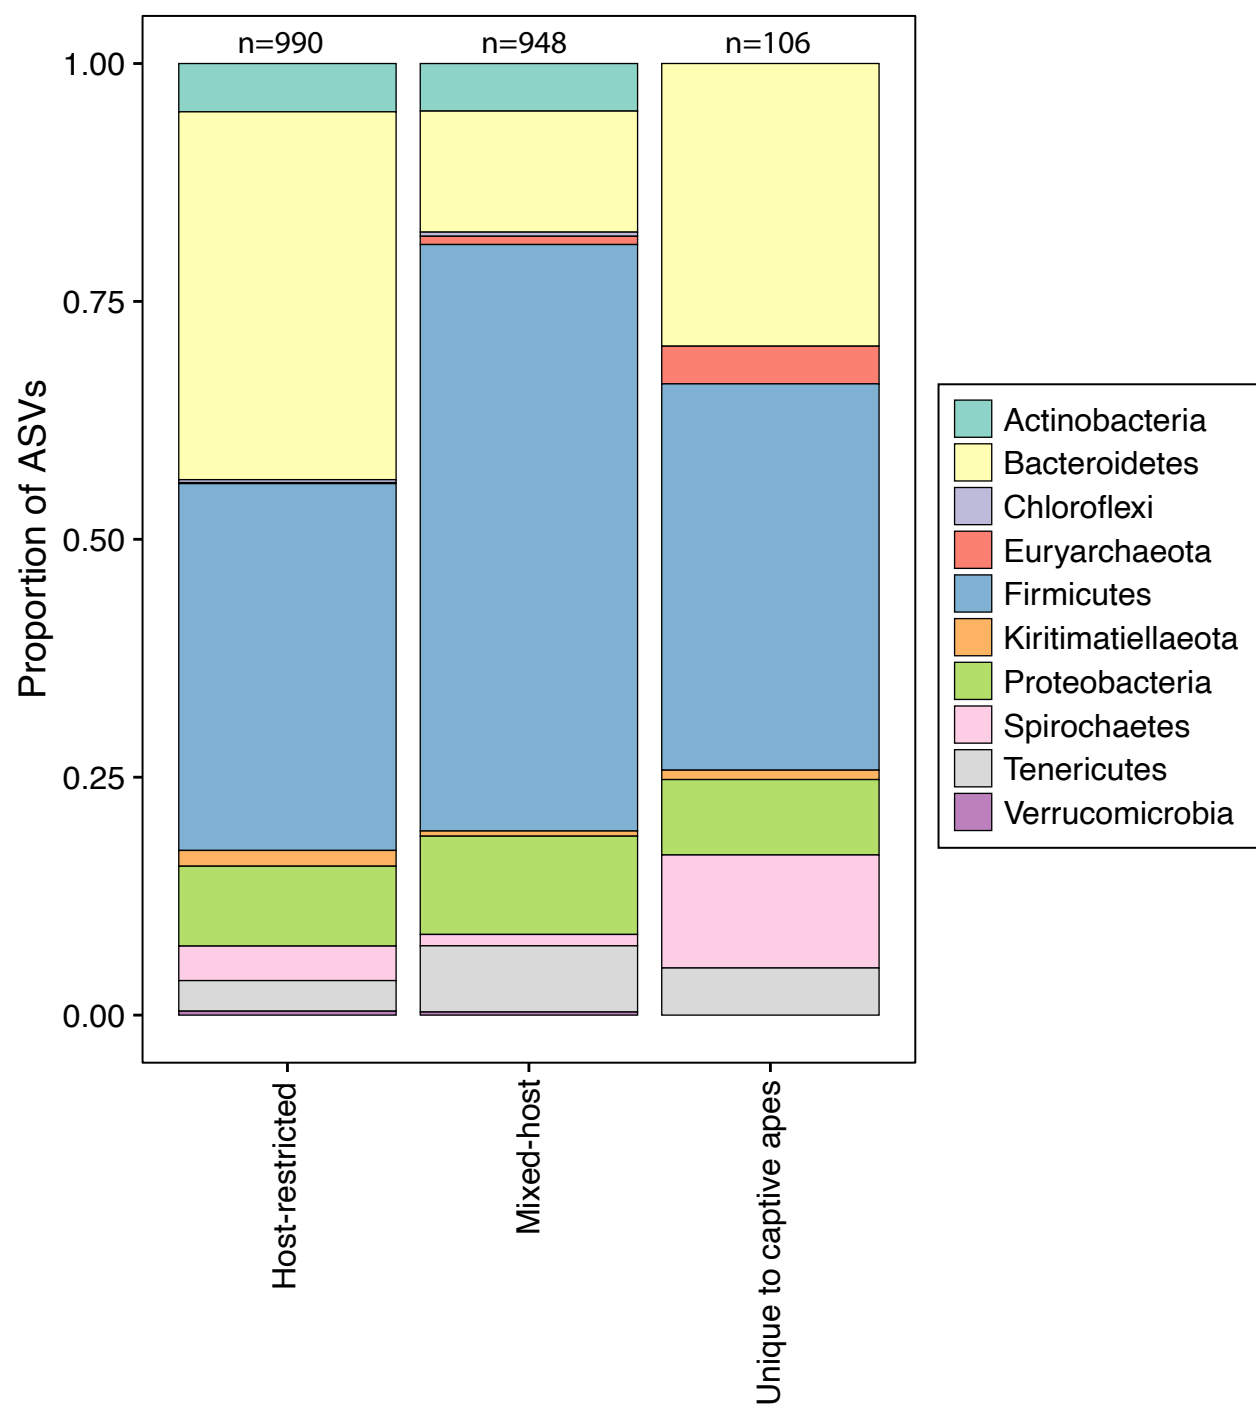 n=990
n=948
n=106
1.00
0.75
0.50
0.25
0.00
Proportion of ASVs
Host-restricted
Mixed-host
Unique to captive apes
Actinobacteria
Bacteroidetes
Chloroflexi
Euryarchaeota
Firmicutes
Kiritimatiellaeota
Proteobacteria
Spirochaetes
Tenericutes
Verrucomicrobia